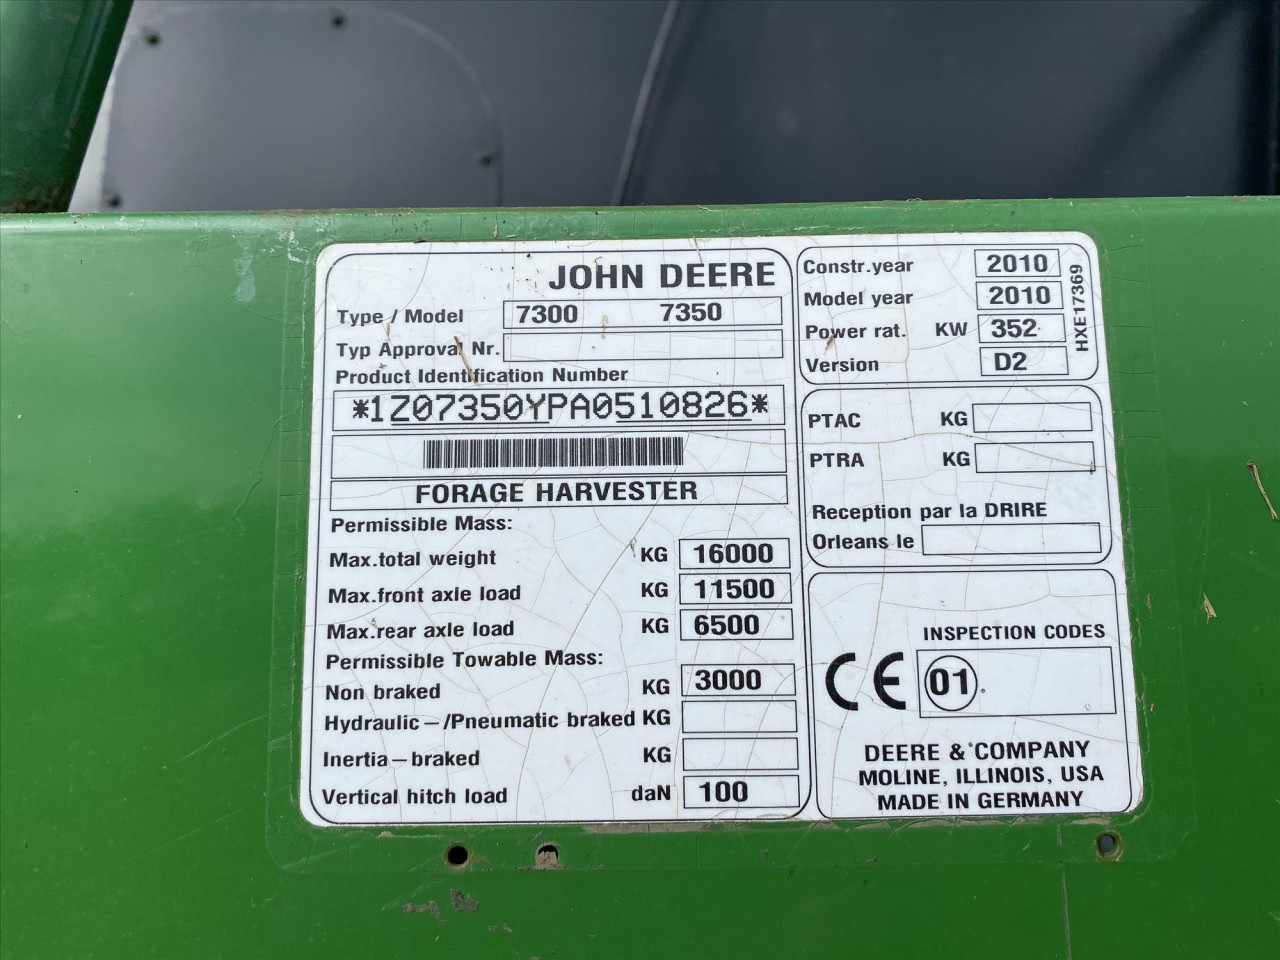 JOHN DEERE
Type / Model 7300 7350
Typ Approval Nr.
Product Identification Number
*1Z07350YPA0510826*
FORAGE HARVESTER
Permissible Mass:
Max.total weight KG 16000
Max.front axle load KG 11500
Max.rear axle load KG 6500
Permissible Towable Mass:
Non braked KG 3000
Hydraulic-/Pneumatic braked KG
Inertia-braked KG
Vertical hitch load daN 100
Constr.year 2010
Model year 2010
Power rat. KW 352
Version D2
HXE17369
PTAC KG
PTRA KG
Reception par la DRIRE
Orleans le
INSPECTION CODES
CE 01
DEERE & COMPANY
MOLINE, ILLINOIS, USA
MADE IN GERMANY